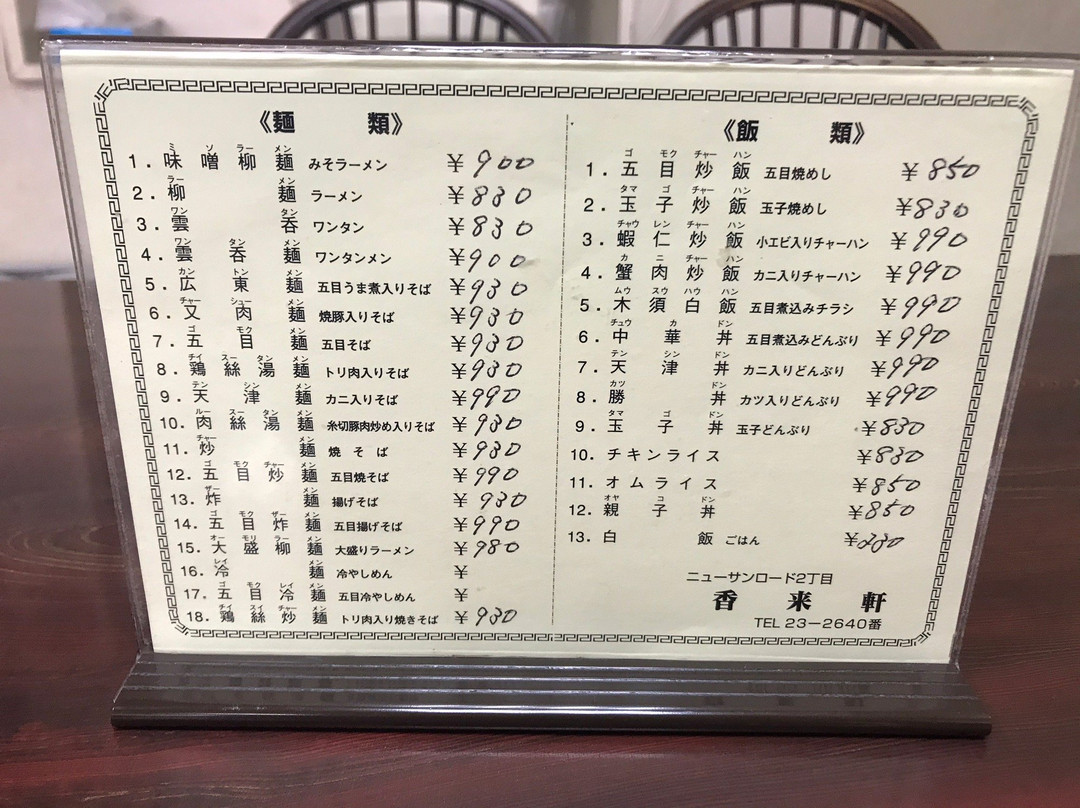 《麺 類》
1. 味噌柳麺 みそラーメン ¥900
2. 柳麺 ラーメン ¥830
3. 雲呑 ワンタン ¥830
4. 雲呑麺 ワンタンメン ¥900
5. 広東麺 五目うま煮入りそば ¥930
6. 叉肉麺 焼豚入りそば ¥930
7. 五目麺 五目そば ¥930
8. 鶏絲湯麺 トリ肉入りそば ¥930
9. 天津麺 カニ入りそば ¥990
10. 肉絲湯麺 糸切豚肉炒め入りそば ¥930
11. 炒麺 焼そば ¥930
12. 五目炒麺 五目焼そば ¥990
13. 炸麺 揚げそば ¥930
14. 五目炸麺 五目揚げそば ¥990
15. 大盛柳麺 大盛りラーメン ¥980
16. 冷麺 冷やしめん ¥
17. 五目冷麺 五目冷やしめん ¥
18. 鶏絲炒麺 トリ肉入り焼きそば ¥930
《飯 類》
1. 五目炒飯 五目焼めし ¥850
2. 玉子炒飯 玉子焼めし ¥830
3. 蝦仁炒飯 小エビ入りチャーハン ¥990
4. 蟹肉炒飯 カニ入りチャーハン ¥990
5. 木須白飯 五目煮込みチラシ ¥990
6. 中華丼 五目煮込みどんぶり ¥990
7. 天津丼 カニ入りどんぶり ¥990
8. 勝丼 カツ入りどんぶり ¥990
9. 玉子丼 玉子どんぶり ¥830
10. チキンライス ¥830
11. オムライス ¥850
12. 親子丼 ¥850
13. 白飯 ごはん ¥230
ニューサンロード2丁目
香来軒
TEL 23-2640番